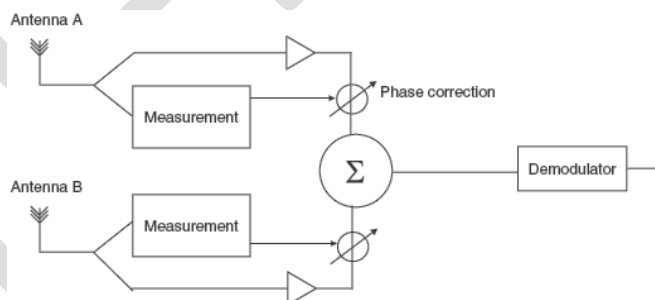 Antenna A
Measurement
Phase correction
Σ
Demodulator
Antenna B
Measurement